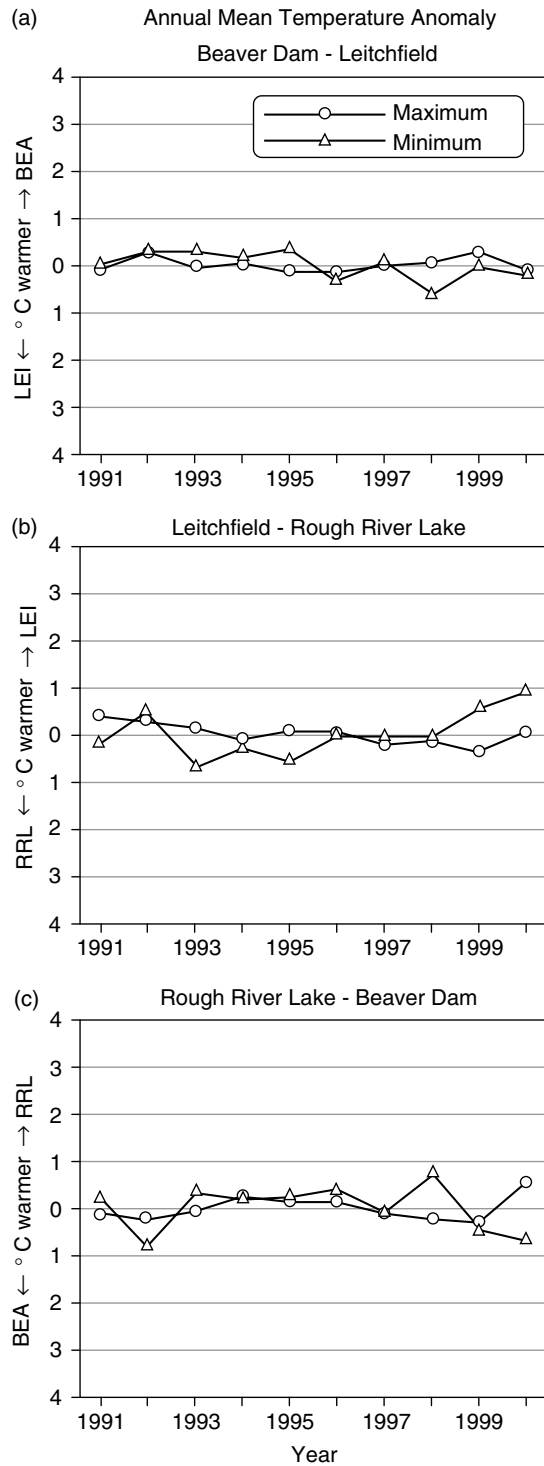 (a) Annual Mean Temperature Anomaly
Beaver Dam - Leitchfield
4
3
2
1
0
1
2
3
4
LEI ← ° C warmer → BEA
Maximum
Minimum
1991 1993 1995 1997 1999
(b) Leitchfield - Rough River Lake
4
3
2
1
0
1
2
3
4
RRL ← ° C warmer → LEI
1991 1993 1995 1997 1999
(c) Rough River Lake - Beaver Dam
4
3
2
1
0
1
2
3
4
BEA ← ° C warmer → RRL
1991 1993 1995 1997 1999
Year